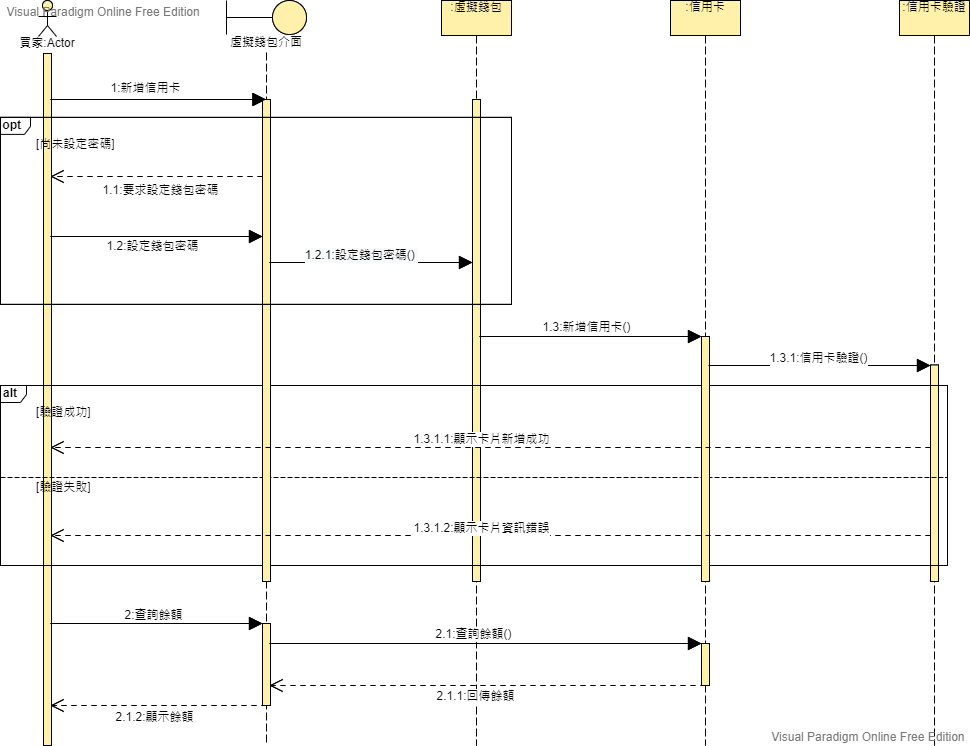 Visual Paradigm Online Free Edition
:虛擬錢包
:信用卡
:信用卡驗證
買家:Actor
虛擬錢包介面
1:新增信用卡
opt
[尚未設定密碼]
1.1:要求設定錢包密碼
1.2:設定錢包密碼
1.2.1:設定錢包密碼()
1.3:新增信用卡()
1.3.1:信用卡驗證()
alt
[驗證成功]
1.3.1.1:顯示卡片新增成功
[驗證失敗]
1.3.1.2:顯示卡片資訊錯誤
2:查詢餘額
2.1:查詢餘額()
2.1.1:回傳餘額
2.1.2:顯示餘額
Visual Paradigm Online Free Edition